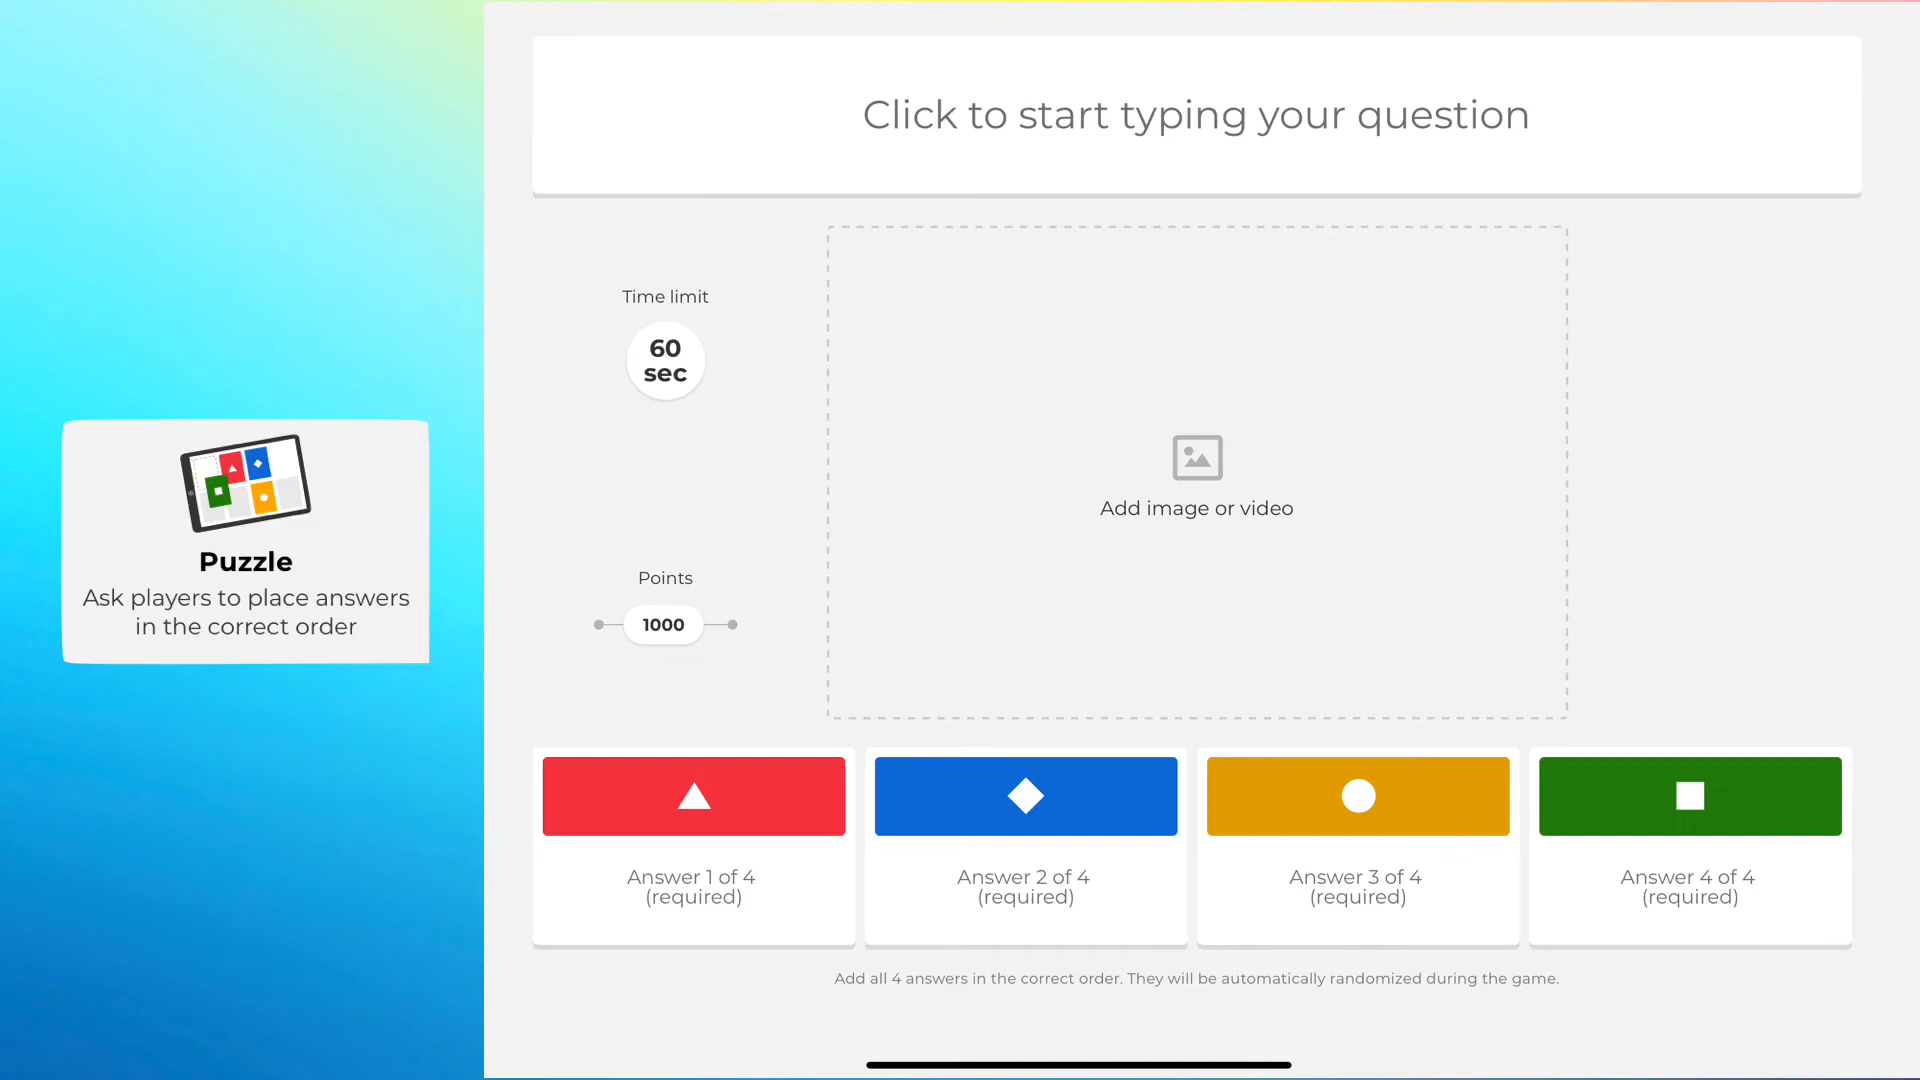 Click to start typing your question
Time limit
60
sec
Add image or video
Puzzle
Ask players to place answers
in the correct order
Points
1000
Answer 1 of 4
(required)
Answer 2 of 4
(required)
Answer 3 of 4
(required)
Answer 4 of 4
(required)
Add all 4 answers in the correct order. They will be automatically randomized during the game.